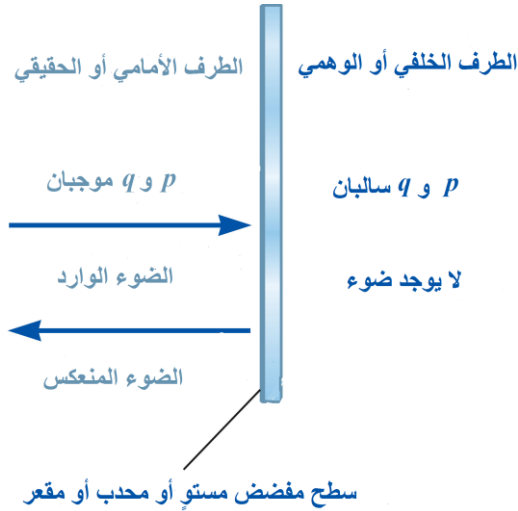 الطرف الخلفي أو الوهمي
الطرف الأمامي أو الحقيقي
p و q سالبان
p و q موجبان
لا يوجد ضوء
الضوء الوارد
الضوء المنعكس
سطح مفضض مستوٍ أو محدب أو مقعر